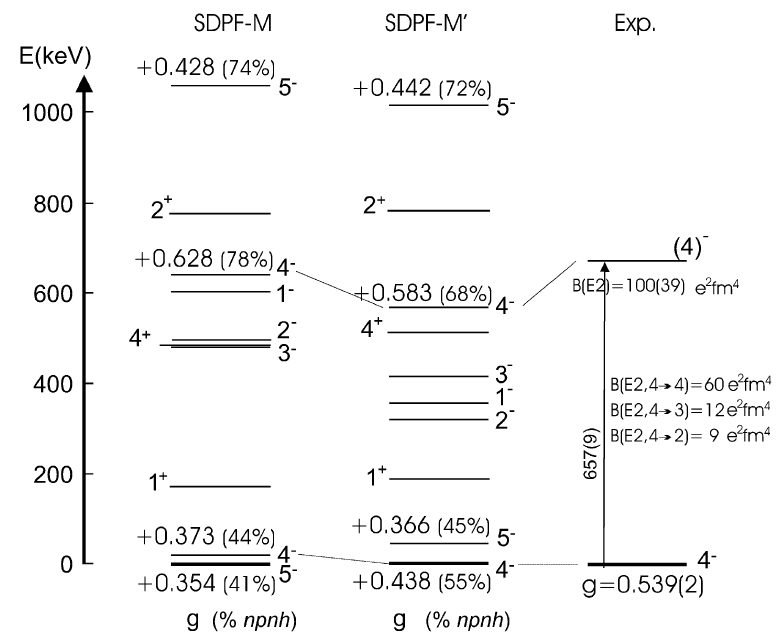 SDPF-M SDPF-M' Exp.
E(keV)
+0.428 (74%) 5-
+0.442 (72%) 5-
1000
800
2+
2+
+0.628 (78%) 4-
(4)-
600
1-
+0.583 (68%) 4-
B(E2)=100(39) e²fm⁴
4+
2-
3-
4+
400
3-
1-
2-
B(E2,4→4)=60 e²fm⁴
B(E2,4→3)=12 e²fm⁴
B(E2,4→2)= 9 e²fm⁴
657(9)
200
1+
1+
+0.373 (44%) 4-
+0.366 (45%) 5-
0
+0.354 (41%) 5-
+0.438 (55%) 4-
4-
g=0.539(2)
g (% npnh) g (% npnh)